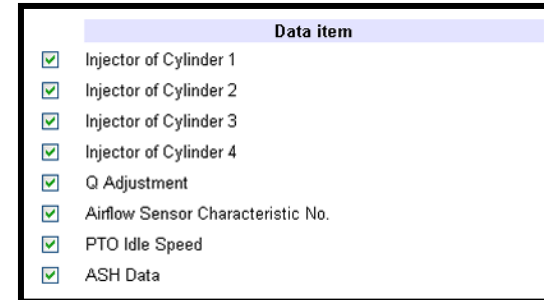 Data item
Injector of Cylinder 1
Injector of Cylinder 2
Injector of Cylinder 3
Injector of Cylinder 4
Q Adjustment
Airflow Sensor Characteristic No.
PTO Idle Speed
ASH Data